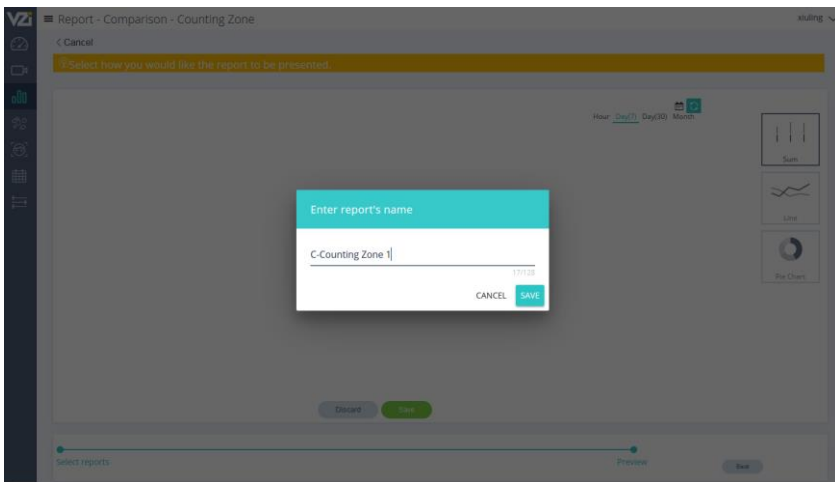 VZi
Report - Comparison - Counting Zone
xiuling
< Cancel
Select how you would like the report to be presented.
Hour Day(7) Day(30) Month
Sum
Line
Pie Chart
Enter report's name
C-Counting Zone 1
17/128
CANCEL SAVE
Discard Save
Select reports
Preview
Back